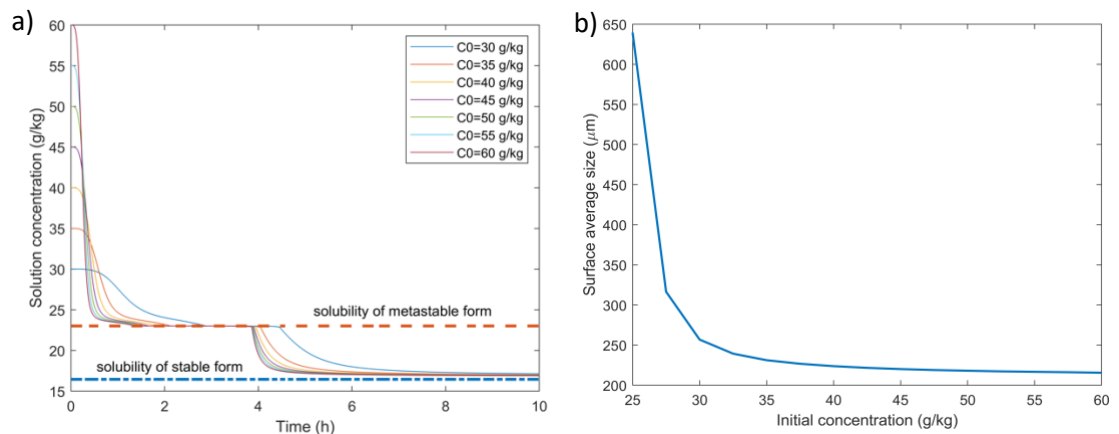 a)
Solution concentration (g/kg)
60
55
50
45
40
35
30
25
20
15
C0=30 g/kg
C0=35 g/kg
C0=40 g/kg
C0=45 g/kg
C0=50 g/kg
C0=55 g/kg
C0=60 g/kg
solubility of metastable form
solubility of stable form
0 2 4 6 8 10
Time (h)
b)
Surface average size (μm)
650
600
550
500
450
400
350
300
250
200
25 30 35 40 45 50 55 60
Initial concentration (g/kg)